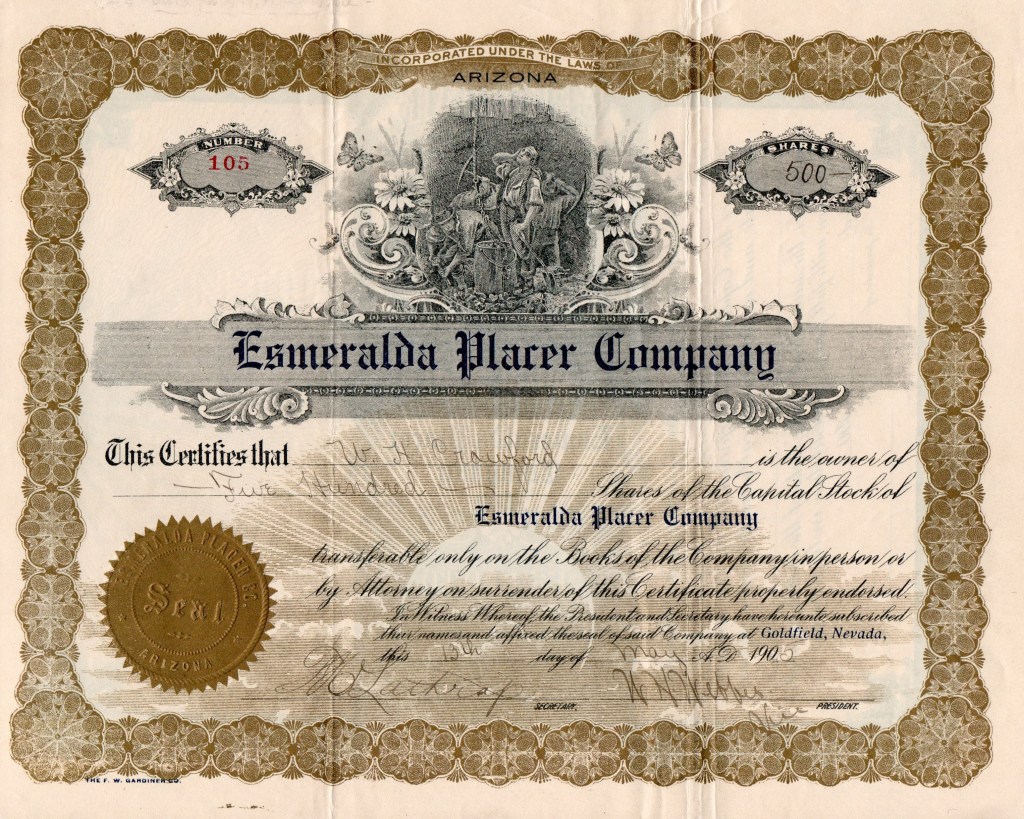 INCORPORATED UNDER THE LAWS OF
ARIZONA
NUMBER
105
SHARES
500
Esmeralda Placer Company
This Certifies that W. H. Crawford is the owner of
Five Hundred Shares of the Capital Stock of
Esmeralda Placer Company
transferable only on the Books of the Company in person or
by Attorney on surrender of this Certificate properly endorsed.
In Witness Whereof, the President and Secretary have hereunto subscribed
their names and affixed the seal of said Company at Goldfield, Nevada,
this 13th day of May A.D. 1905
W H Webber
SECRETARY.
Vice PRESIDENT.
ESMERALDA PLACER CO.
Seal
ARIZONA
THE F. W. GARDINER CO.